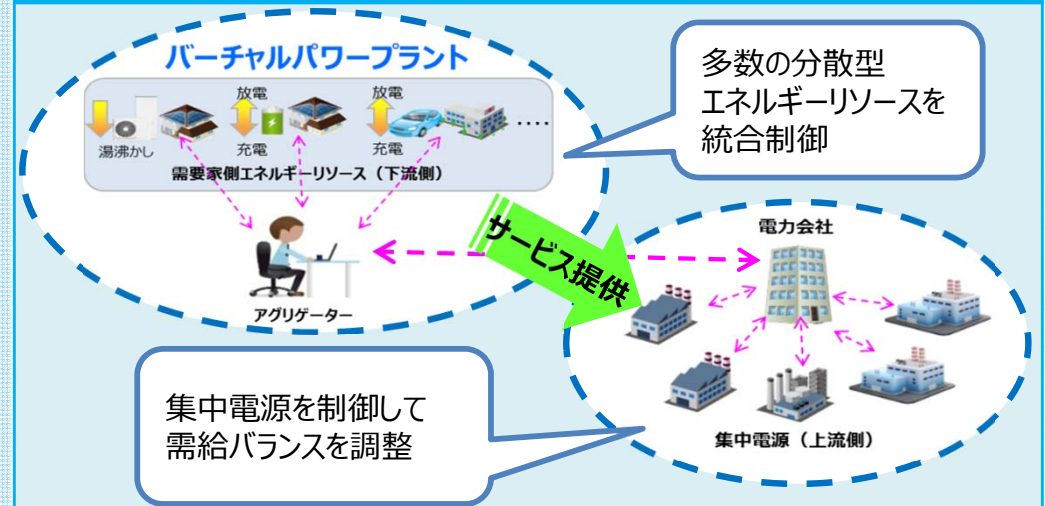 バーチャルパワープラント
放電
放電
湯沸かし
充電
充電
需要家側エネルギーリソース（下流側）
アグリゲーター
多数の分散型
エネルギーリソースを
統合制御
サービス提供
電力会社
集中電源（上流側）
集中電源を制御して
需給バランスを調整